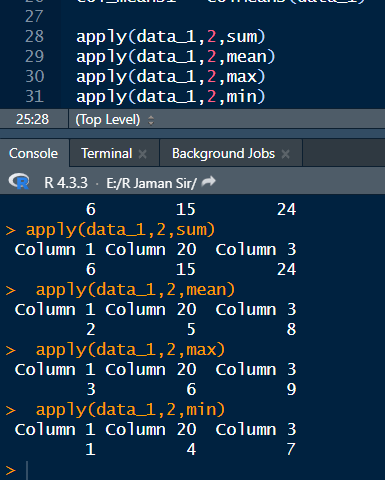 28 apply(data_1,2,sum)
29 apply(data_1,2,mean)
30 apply(data_1,2,max)
31 apply(data_1,2,min)
25:28 (Top Level)
Console Terminal × Background Jobs ×
R R 4.3.3 · E:/R Jaman Sir/
6 15 24
> apply(data_1,2,sum)
Column 1 Column 20 Column 3
6 15 24
> apply(data_1,2,mean)
Column 1 Column 20 Column 3
2 5 8
> apply(data_1,2,max)
Column 1 Column 20 Column 3
3 6 9
> apply(data_1,2,min)
Column 1 Column 20 Column 3
1 4 7
>